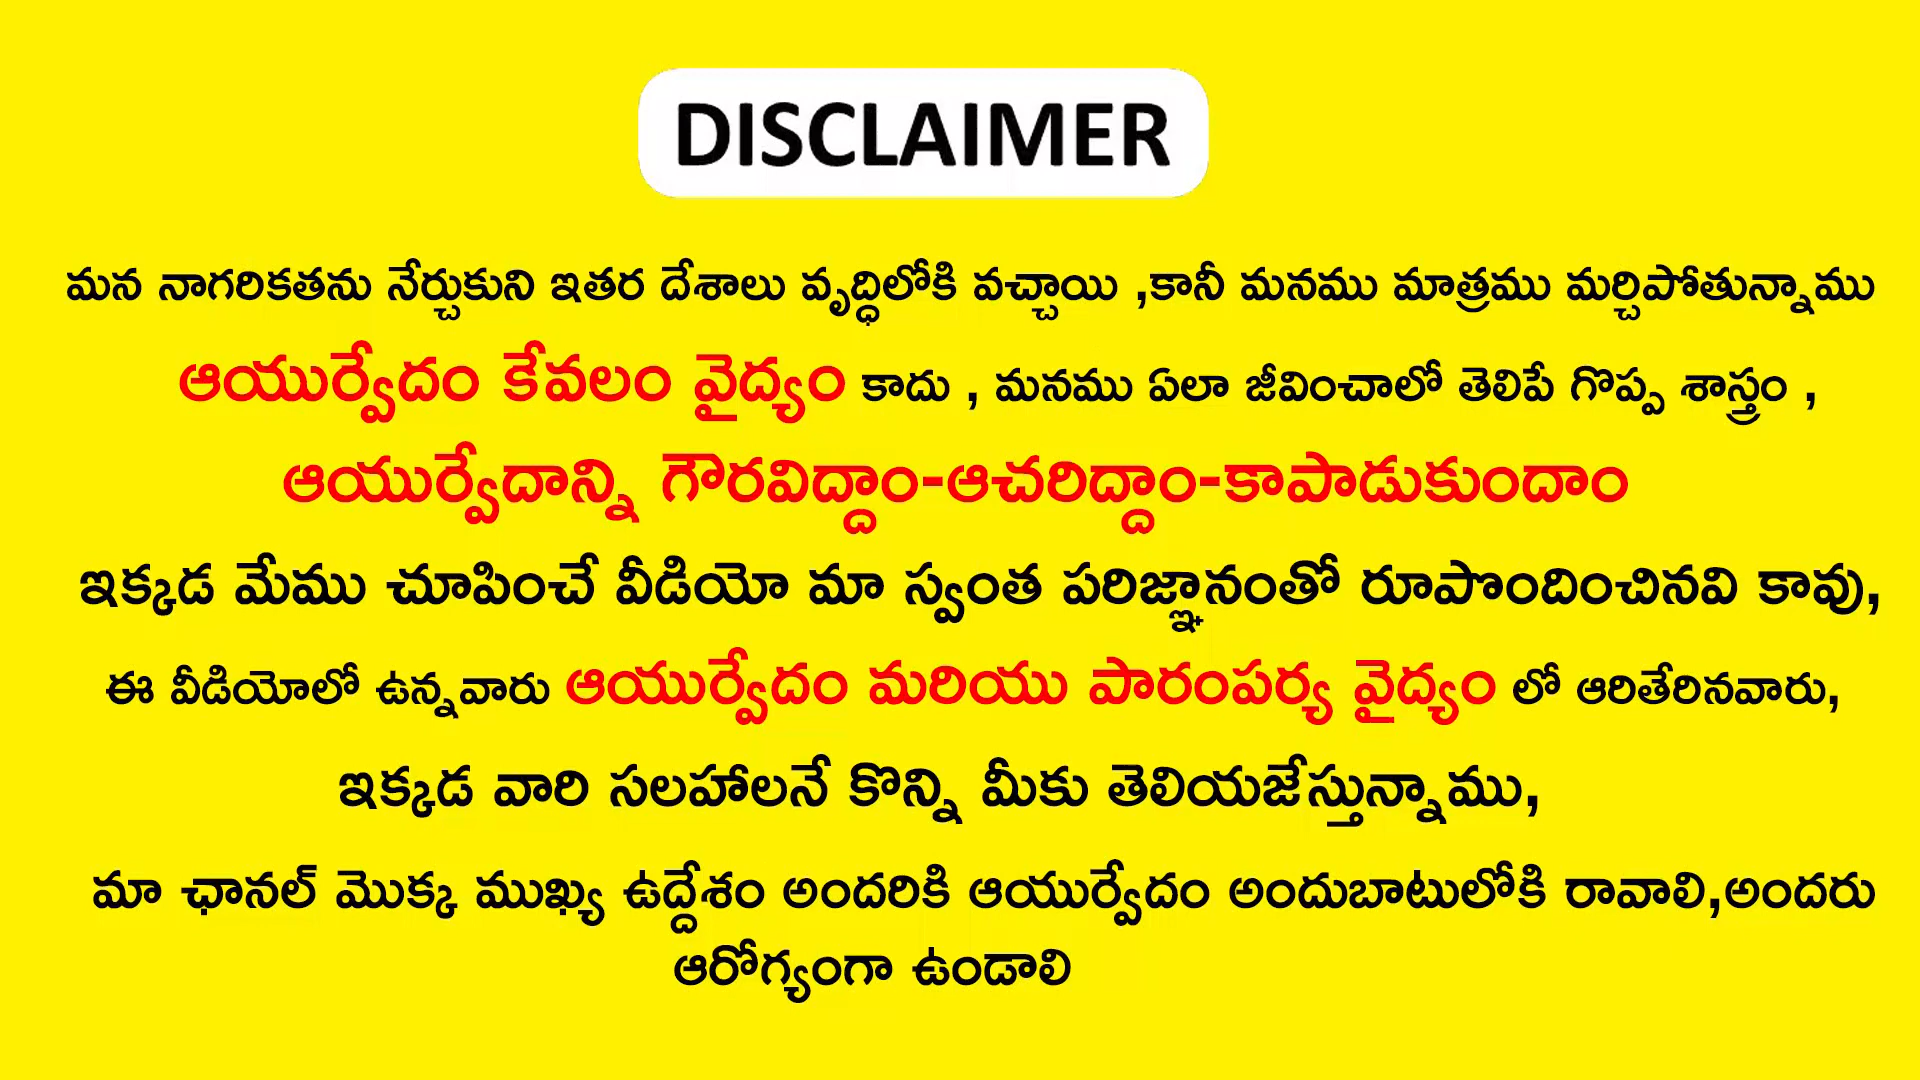 DISCLAIMER
మన నాగరికతను నేర్చుకుని ఇతర దేశాలు వృద్ధిలోకి వచ్చాయి ,కానీ మనము మాత్రము మర్చిపోతున్నాము
ఆయుర్వేదం కేవలం వైద్యం కాదు , మనము ఏలా జీవించాలో తెలిపే గొప్ప శాస్త్రం ,
ఆయుర్వేదాన్ని గౌరవిద్దాం-ఆచరిద్దాం-కాపాడుకుందాం
ఇక్కడ మేము చూపించే వీడియో మా స్వంత పరిజ్ఞానంతో రూపొందించినవి కావు,
ఈ వీడియోలో ఉన్నవారు ఆయుర్వేదం మరియు పారంపర్య వైద్యం లో ఆరితేరినవారు,
ఇక్కడ వారి సలహాలనే కొన్ని మీకు తెలియజేస్తున్నాము,
మా ఛానల్ మొక్క ముఖ్య ఉద్దేశం అందరికి ఆయుర్వేదం అందుబాటులోకి రావాలి,అందరు
ఆరోగ్యంగా ఉండాలి